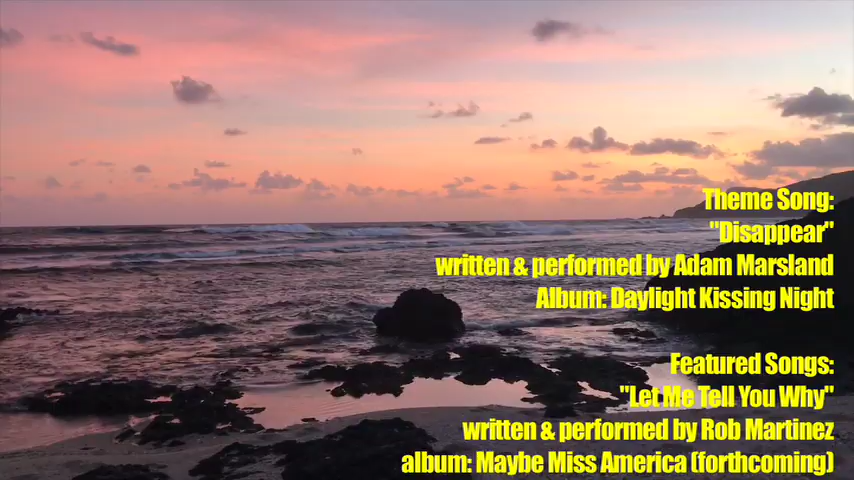 Theme Song:
"Disappear"
written & performed by Adam Marsland
Album: Daylight Kissing Night
Featured Songs:
"Let Me Tell You Why"
written & performed by Rob Martinez
album: Maybe Miss America (forthcoming)